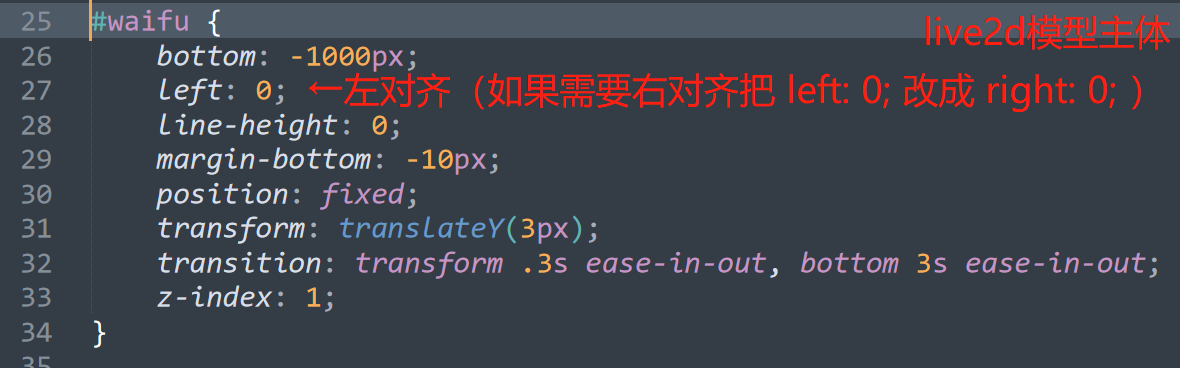 25 #waifu { live2d模型主体
26 bottom: -1000px;
27 left: 0; ←左对齐（如果需要右对齐把 left: 0; 改成 right: 0; ）
28 line-height: 0;
29 margin-bottom: -10px;
30 position: fixed;
31 transform: translateY(3px);
32 transition: transform .3s ease-in-out, bottom 3s ease-in-out;
33 z-index: 1;
34 }
35